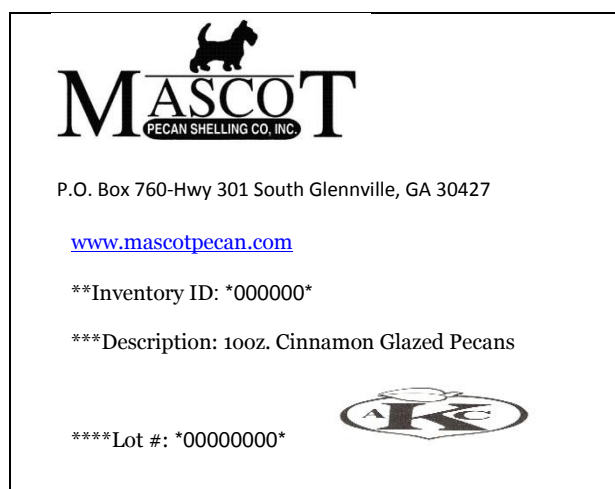 MASCOT
PECAN SHELLING CO, INC.
P.O. Box 760-Hwy 301 South Glennville, GA 30427
www.mascotpecan.com
**Inventory ID: *000000*
***Description: 10oz. Cinnamon Glazed Pecans
****Lot #: *00000000*
AKC